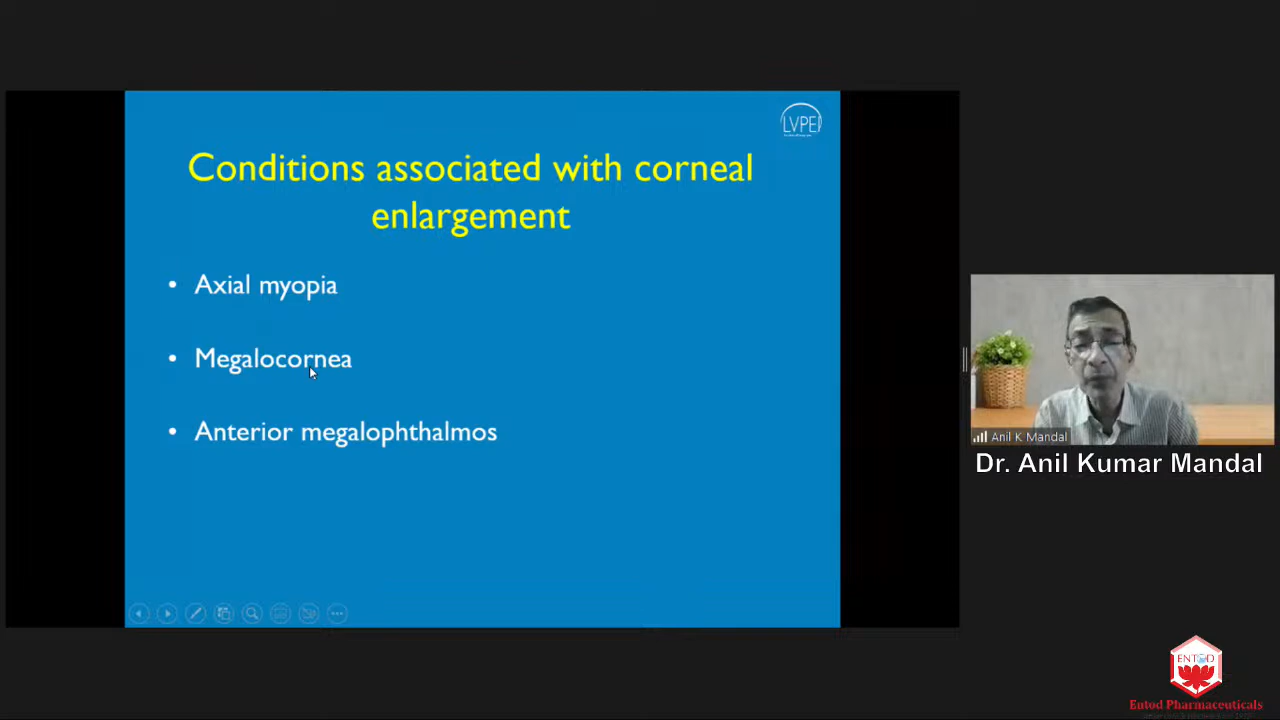 LVPEI
Conditions associated with corneal
enlargement
• Axial myopia
• Megalocornea
• Anterior megalophthalmos
Anil K Mandal
Dr. Anil Kumar Mandal
ENTOD
Entod Pharmaceuticals